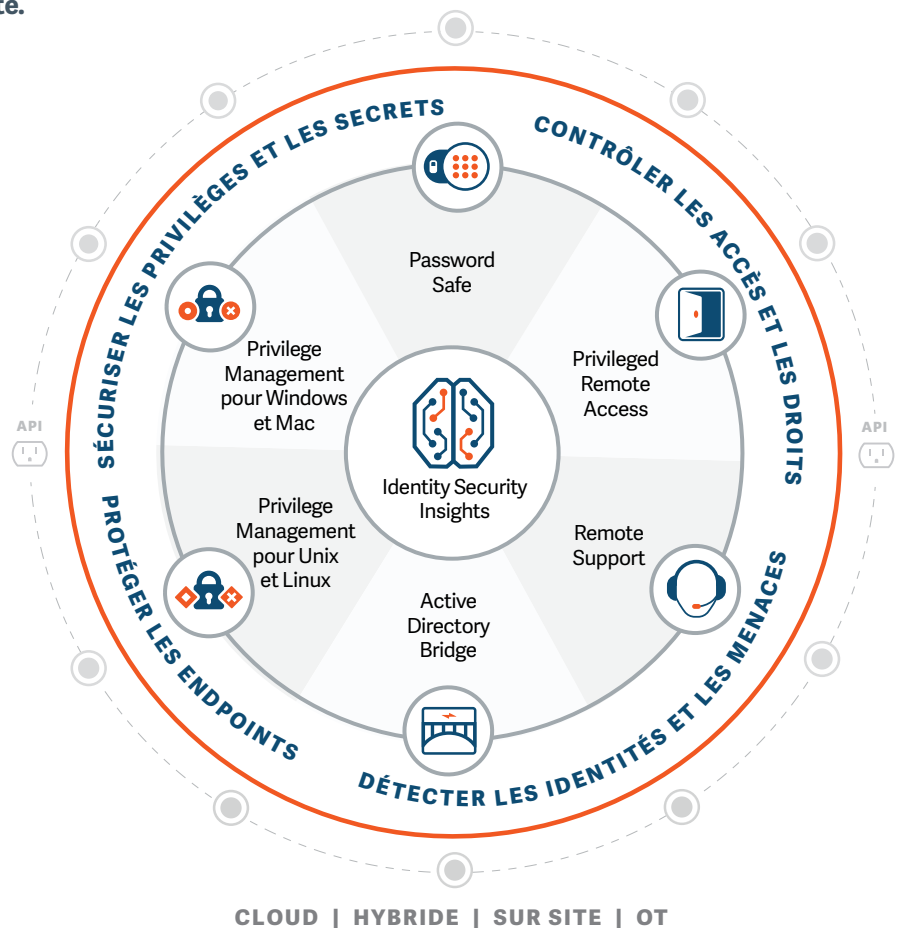 té.
SÉCURISER LES PRIVILÈGES ET LES SECRETS
CONTRÔLER LES ACCÈS ET LES DROITS
Password
Safe
Privilege
Management
pour Windows
et Mac
Privileged
Remote
Access
API
API
Identity Security
Insights
Privilege
Management
pour Unix
et Linux
Remote
Support
Active
Directory
Bridge
PROTÉGER LES ENDPOINTS
DÉTECTER LES IDENTITÉS ET LES MENACES
CLOUD | HYBRIDE | SUR SITE | OT